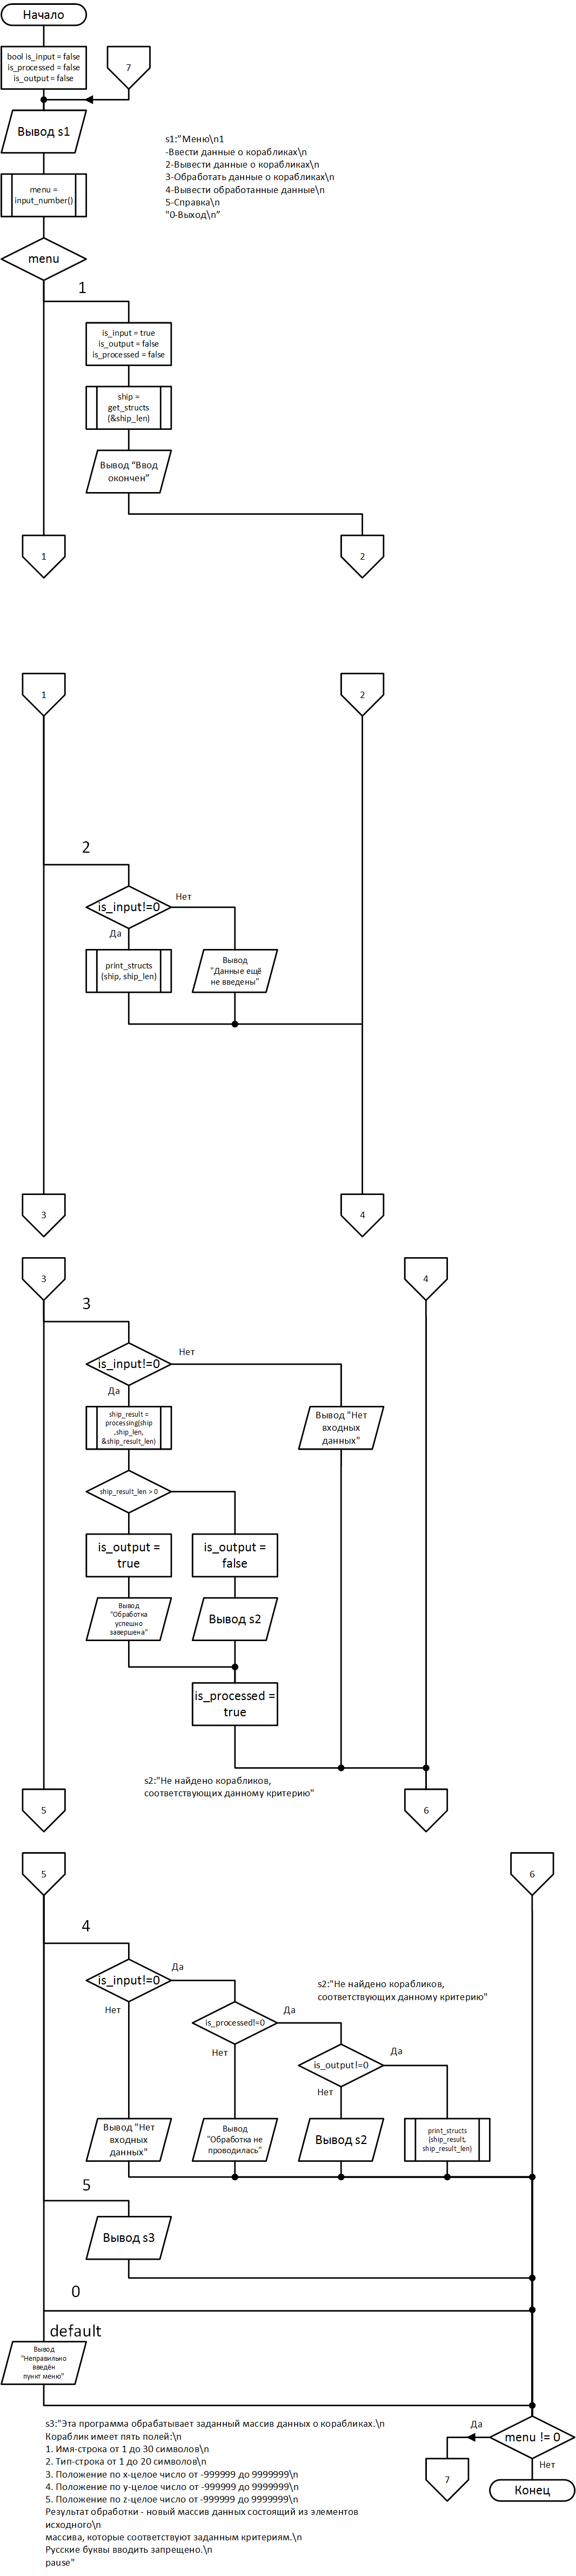 Начало
bool is_input = false
is_processed = false
is_output = false
7
Вывод s1
s1:"Меню\n1
-Ввести данные о корабликах\n
2-Вывести данные о корабликах\n
3-Обработать данные о корабликах\n
4-Вывести обработанные данные\n
5-Справка\n
"0-Выход\n"
menu =
input_number()
menu
1
is_input = true
is_output = false
is_processed = false
ship =
get_structs
(&ship_len)
Вывод "Ввод
окончен"
1
2
1
2
2
is_input!=0
Нет
Да
print_structs
(ship, ship_len)
Вывод
"Данные ещё
не введены"
3
4
3
4
3
is_input!=0
Нет
Да
ship_result =
processing(ship
,ship_len,
&ship_result_len)
Вывод "Нет
входных
данных"
ship_result_len > 0
is_output =
true
is_output =
false
Вывод
"Обработка
успешно
завершена"
Вывод s2
is_processed =
true
s2:"Не найдено корабликов,
соответствующих данному критерию"
5
6
5
6
4
is_input!=0
Да
Нет
s2:"Не найдено корабликов,
соответствующих данному критерию"
is_processed!=0
Да
Нет
is_output!=0
Да
Нет
Вывод "Нет
входных
данных"
Вывод
"Обработка не
проводилась"
Вывод s2
print_structs
(ship_result,
ship_result_len)
5
Вывод s3
0
default
Вывод
"Неправильно
введён
пункт меню"
s3:"Эта программа обрабатывает заданный массив данных о корабликах.\n
Кораблик имеет пять полей:\n
1. Имя-строка от 1 до 30 символов\n
2. Тип-строка от 1 до 20 символов\n
3. Положение по x-целое число от -999999 до 9999999\n
4. Положение по y-целое число от -999999 до 9999999\n
5. Положение по z-целое число от -999999 до 9999999\n
Результат обработки - новый массив данных состоящий из элементов
исходного\n
массива, которые соответствуют заданным критериям.\n
Русские буквы вводить запрещено.\n
pause"
Да
menu != 0
Нет
7
Конец